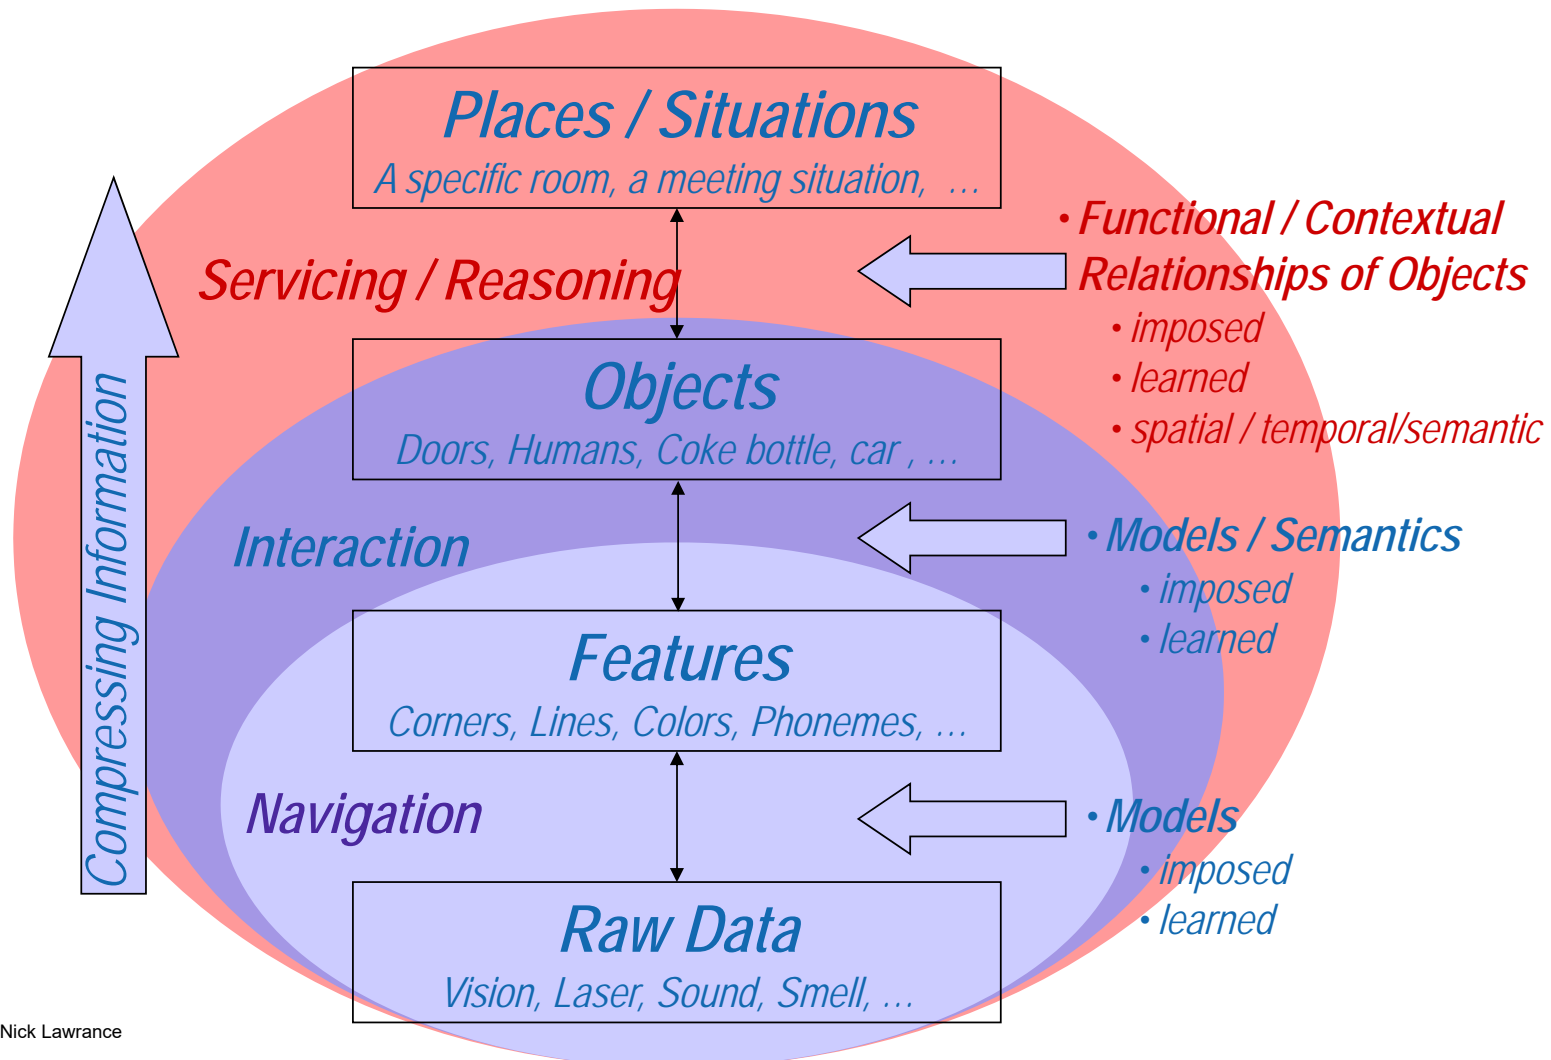 Places / Situations
A specific room, a meeting situation, …
• Functional / Contextual
Relationships of Objects
• imposed
• learned
• spatial / temporal/semantic
Servicing / Reasoning
Objects
Doors, Humans, Coke bottle, car , …
Compressing Information
Interaction
• Models / Semantics
• imposed
• learned
Features
Corners, Lines, Colors, Phonemes, …
Navigation
• Models
• imposed
• learned
Raw Data
Vision, Laser, Sound, Smell, …
Nick Lawrance